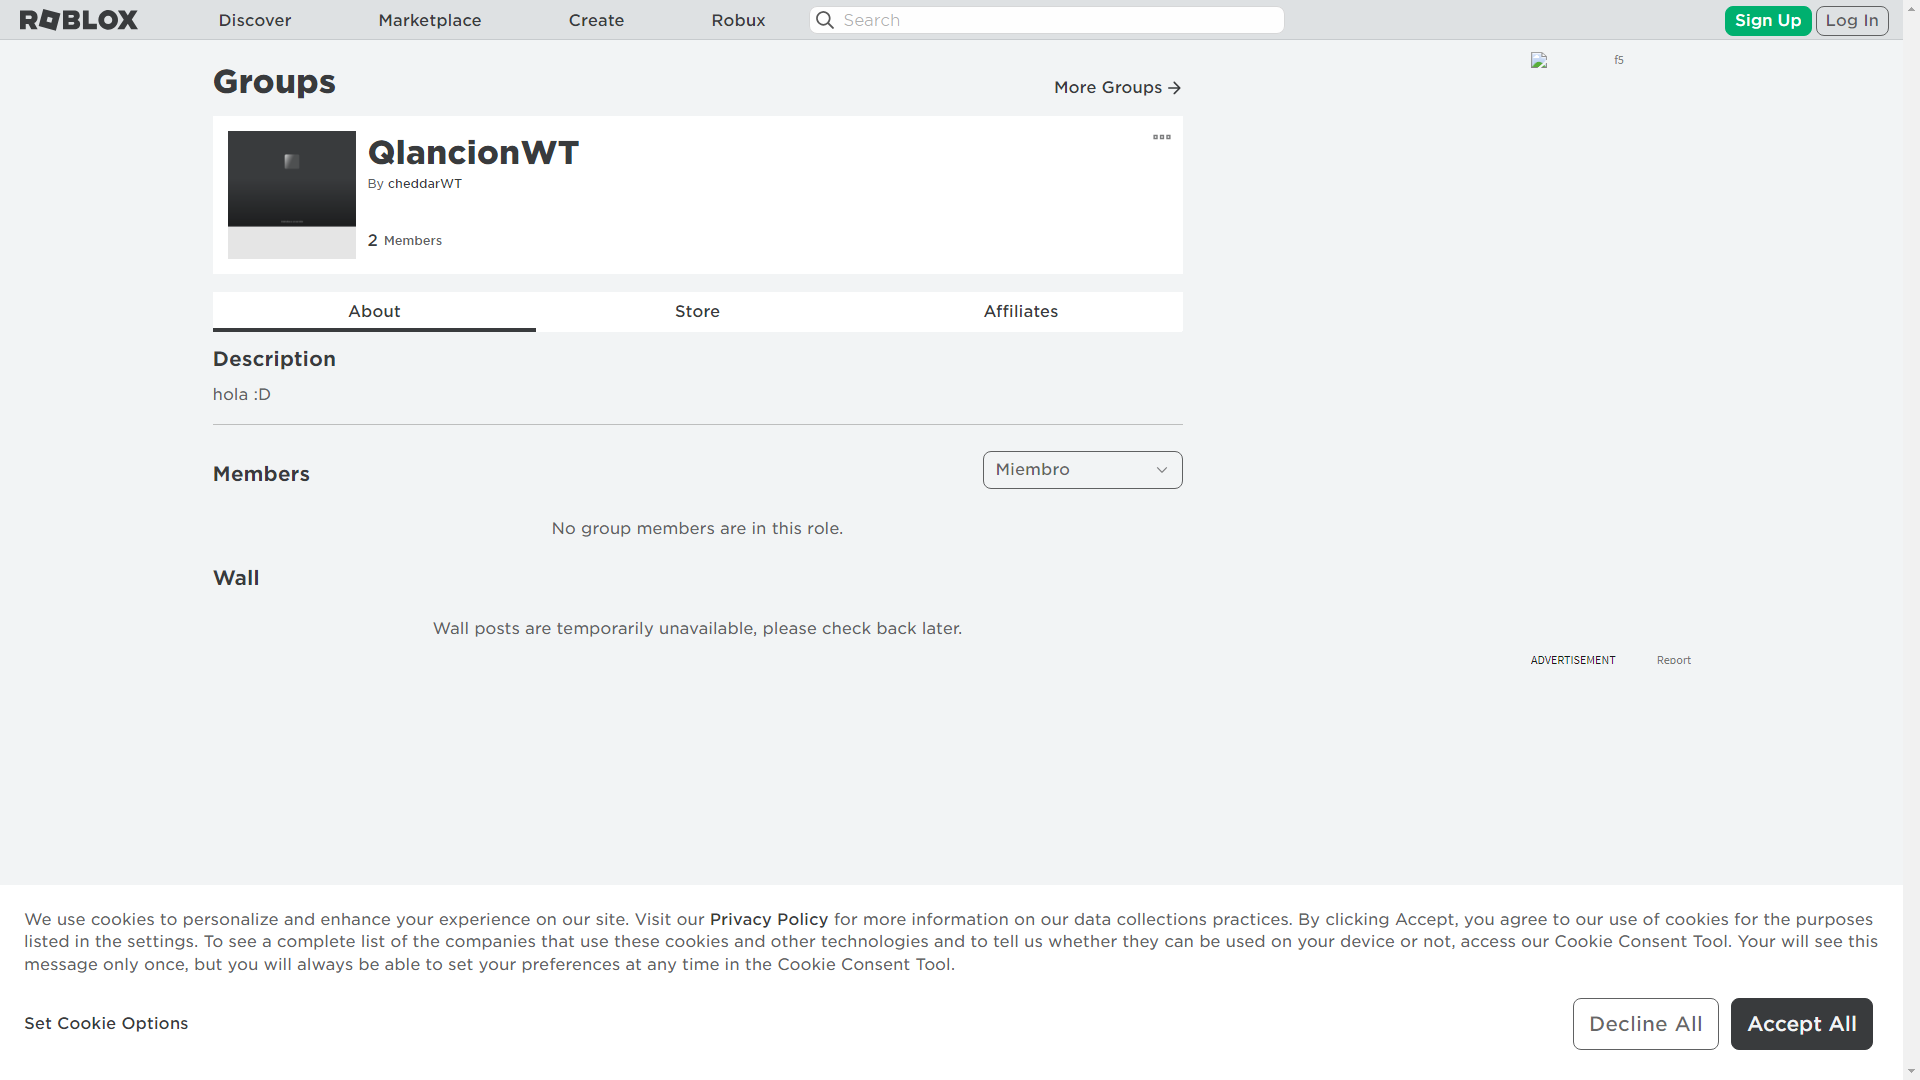 ROBLOX Discover Marketplace Create Robux Search Sign Up Log In
f5
Groups
More Groups
QlancionWT
By cheddarWT
2 Members
About Store Affiliates
Description
hola :D
Members
Miembro
No group members are in this role.
Wall
Wall posts are temporarily unavailable, please check back later.
ADVERTISEMENT Report
We use cookies to personalize and enhance your experience on our site. Visit our Privacy Policy for more information on our data collections practices. By clicking Accept, you agree to our use of cookies for the purposes
listed in the settings. To see a complete list of the companies that use these cookies and other technologies and to tell us whether they can be used on your device or not, access our Cookie Consent Tool. Your will see this
message only once, but you will always be able to set your preferences at any time in the Cookie Consent Tool.
Set Cookie Options
Decline All
Accept All